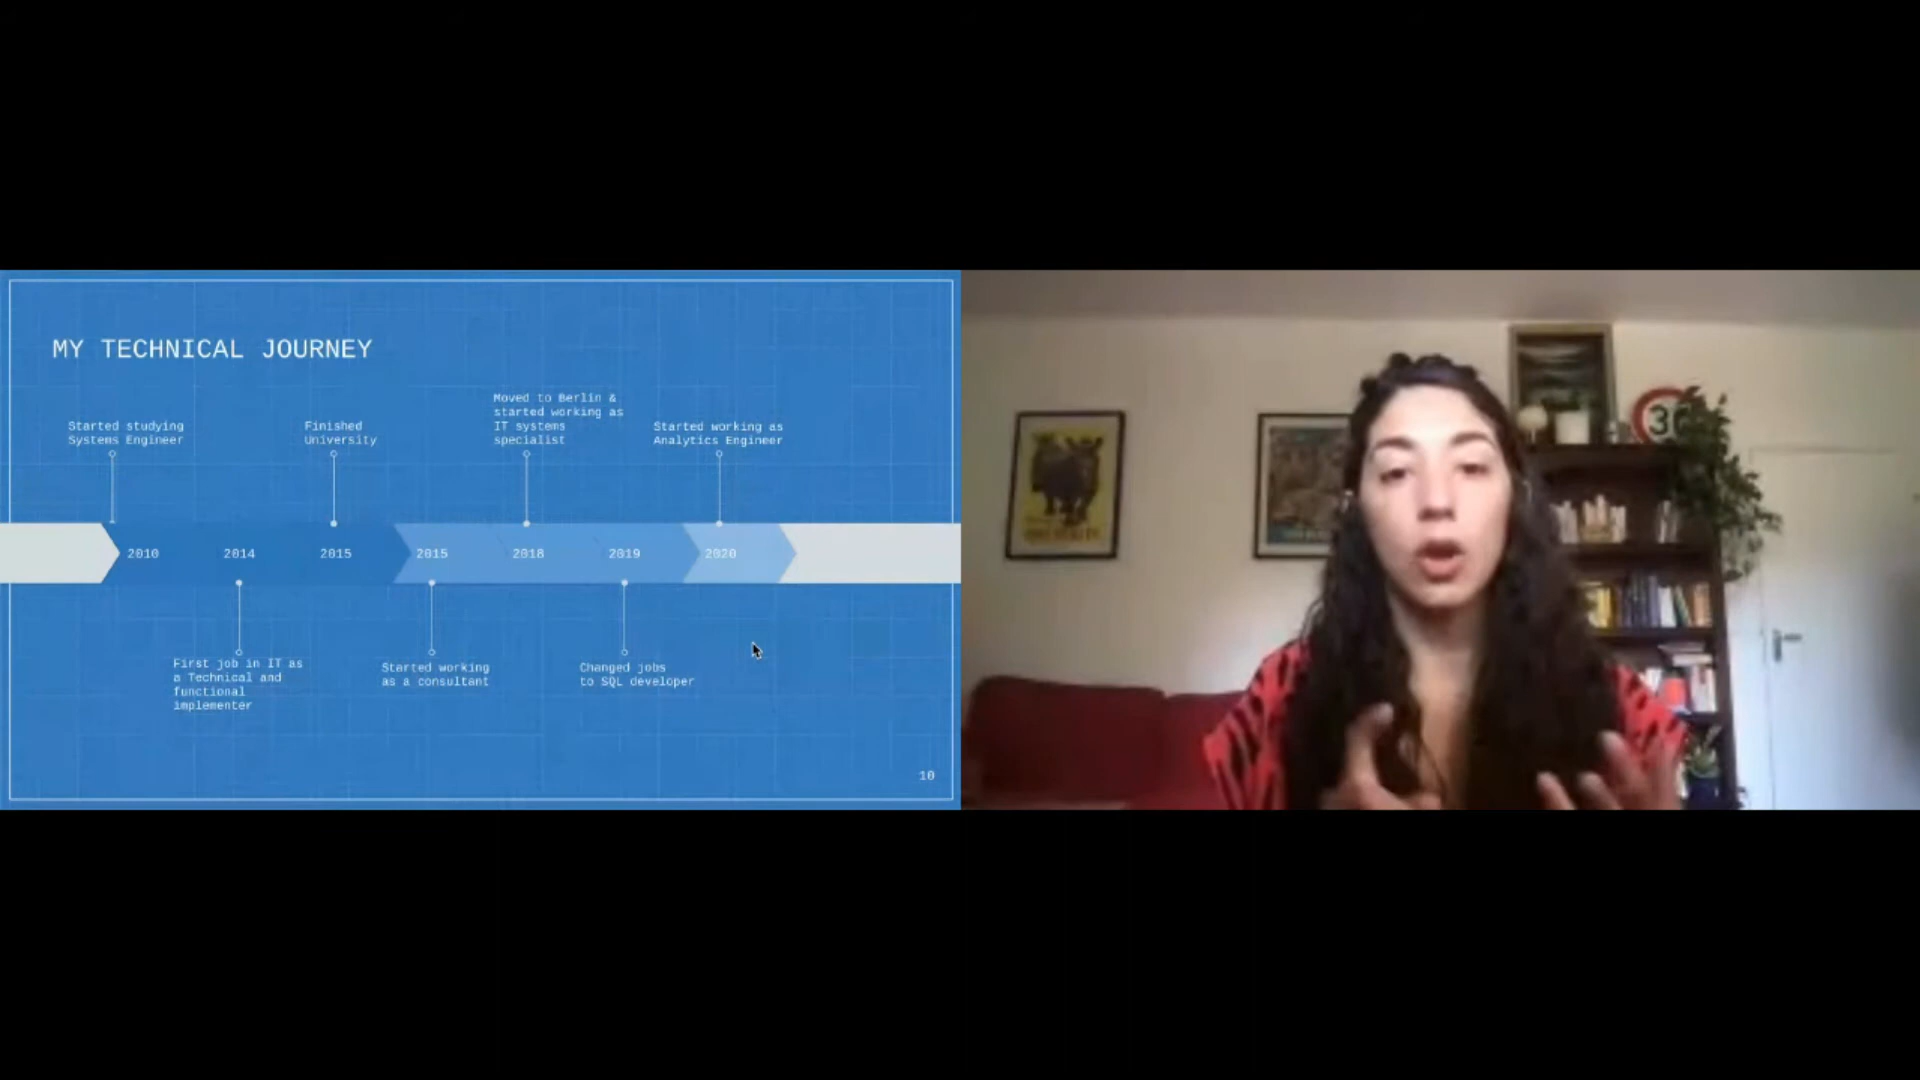 MY TECHNICAL JOURNEY
Started studying
Systems Engineer
Finished
University
Moved to Berlin &
started working as
IT systems
specialist
Started working as
Analytics Engineer
2010
2014
2015
2015
2018
2019
2020
First job in IT as
a Technical and
functional
implementer
Started working
as a consultant
Changed jobs
to SQL developer
10